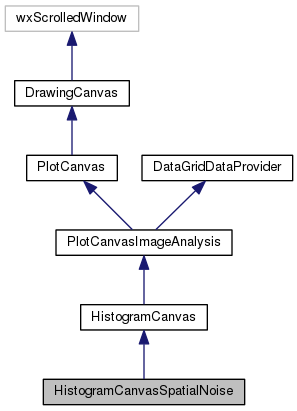 wxScrolledWindow
DrawingCanvas
PlotCanvas
DataGridDataProvider
PlotCanvasImageAnalysis
HistogramCanvas
HistogramCanvasSpatialNoise